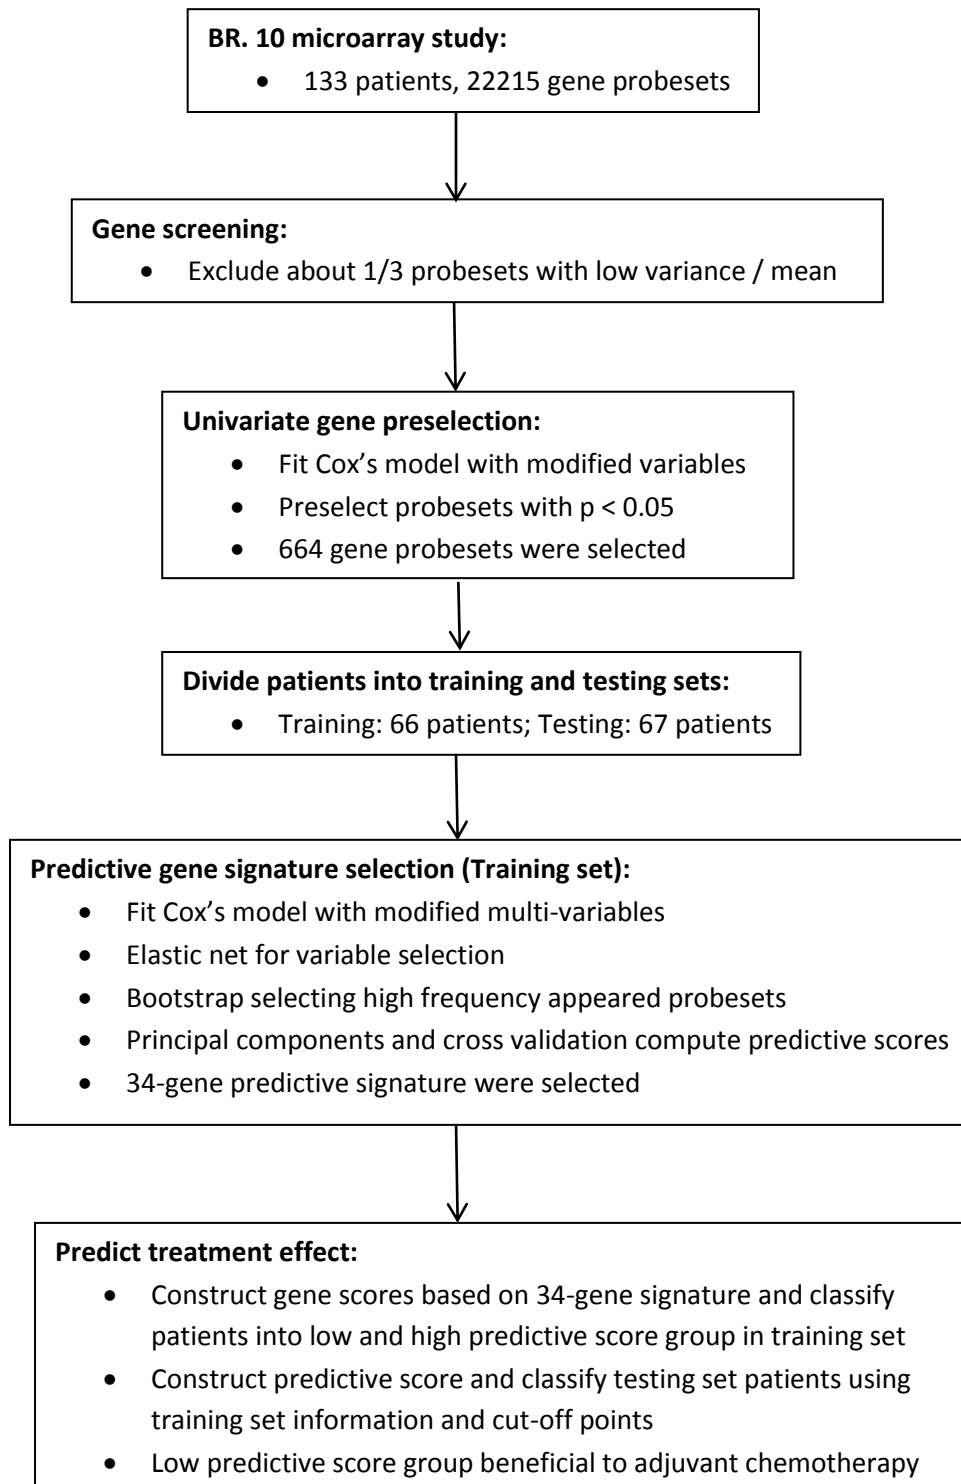 BR. 10 microarray study:
• 133 patients, 22215 gene probesets
Gene screening:
• Exclude about 1/3 probesets with low variance / mean
Univariate gene preselection:
• Fit Cox’s model with modified variables
• Preselect probesets with p < 0.05
• 664 gene probesets were selected
Divide patients into training and testing sets:
• Training: 66 patients; Testing: 67 patients
Predictive gene signature selection (Training set):
• Fit Cox’s model with modified multi-variables
• Elastic net for variable selection
• Bootstrap selecting high frequency appeared probesets
• Principal components and cross validation compute predictive scores
• 34-gene predictive signature were selected
Predict treatment effect:
• Construct gene scores based on 34-gene signature and classify
patients into low and high predictive score group in training set
• Construct predictive score and classify testing set patients using
training set information and cut-off points
• Low predictive score group beneficial to adjuvant chemotherapy